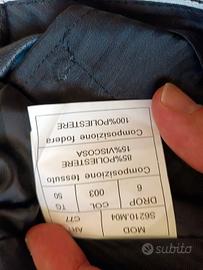 MOD ART.
S6210.M04 C77
DROP COL. TG
6 003 50
Composizione tessuto
85%POLIESTERE
15%VISCOSA
Composizione fodera
100%POLIESTERE
subito